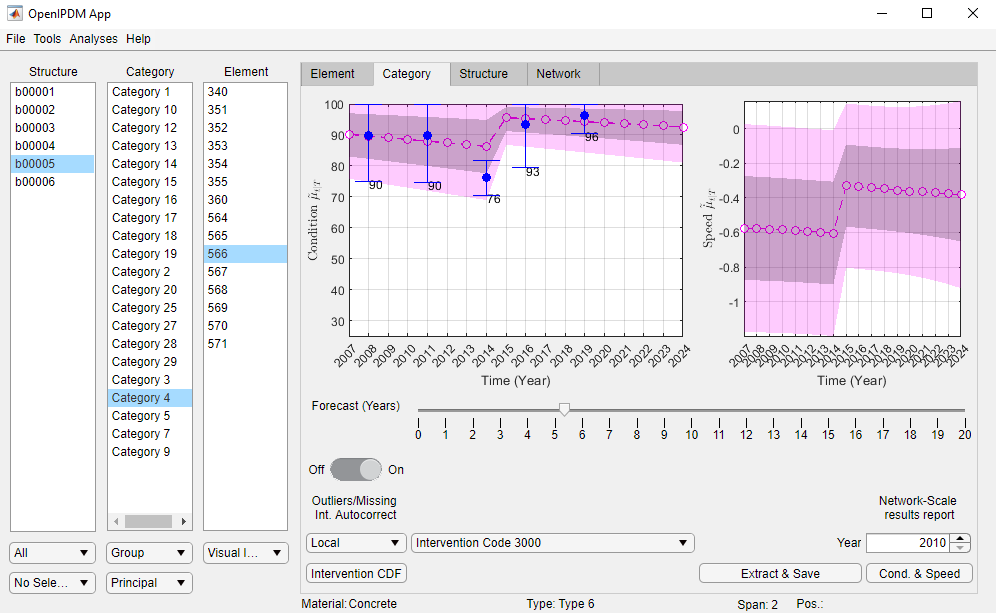 OpenIPDM App
File Tools Analyses Help
Structure
b00001
b00002
b00003
b00004
b00005
b00006
All
No Sele...
Category
Category 1
Category 10
Category 12
Category 13
Category 14
Category 15
Category 16
Category 17
Category 18
Category 19
Category 2
Category 20
Category 25
Category 27
Category 28
Category 29
Category 3
Category 4
Category 5
Category 7
Category 9
Group
Principal
Element
340
351
352
353
354
355
360
564
565
566
567
568
569
570
571
Visual I...
Element Category Structure Network
Condition μ̃_CT
100
90
80
70
60
50
40
30
90
90
76
93
96
2007 2008 2009 2010 2011 2012 2013 2014 2015 2016 2017 2018 2019 2020 2021 2022 2023 2024
Time (Year)
Speed μ̃_CT
0
-0.2
-0.4
-0.6
-0.8
-1
2007 2008 2009 2010 2011 2012 2013 2014 2015 2016 2017 2018 2019 2020 2021 2022 2023 2024
Time (Year)
Forecast (Years)
0 1 2 3 4 5 6 7 8 9 10 11 12 13 14 15 16 17 18 19 20
Off On
Outliers/Missing
Int. Autocorrect
Network-Scale
results report
Local
Intervention Code 3000
Year 2010
Intervention CDF
Extract & Save
Cond. & Speed
Material: Concrete
Type: Type 6
Span: 2
Pos.: